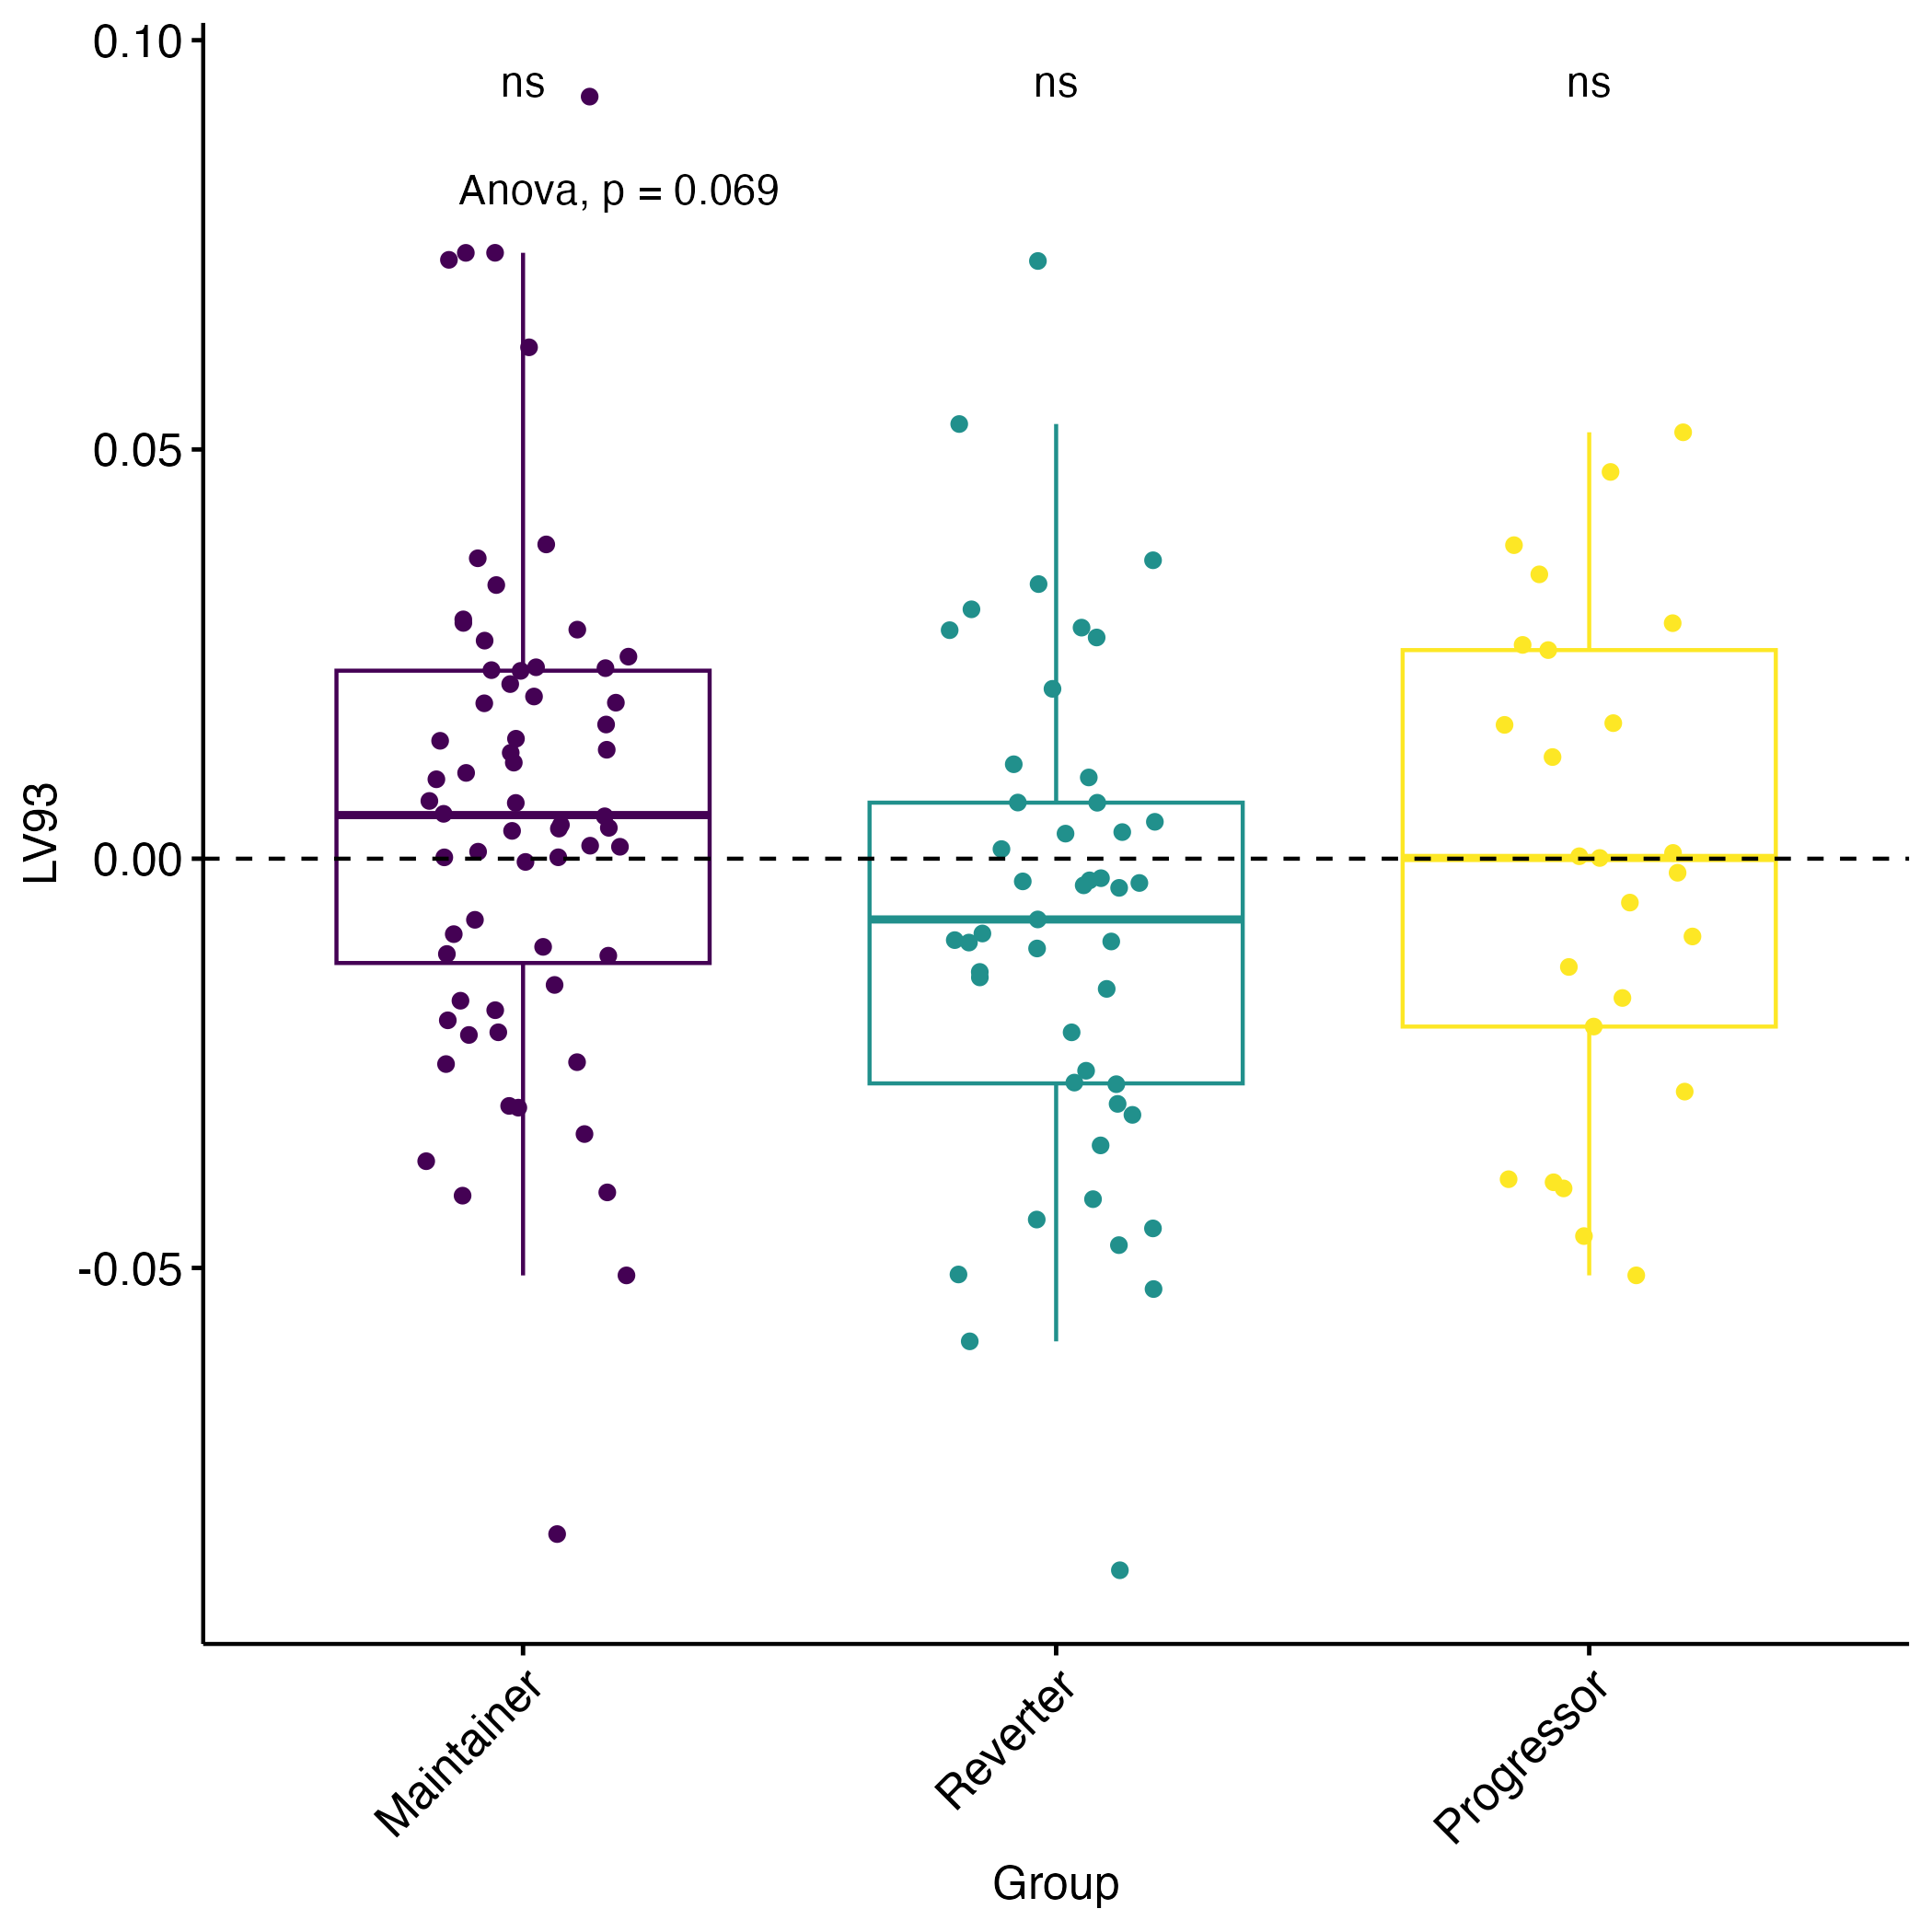 0.10
ns
ns
ns
Anova, p = 0.069
0.05
LV93
0.00
-0.05
Maintainer
Reverter
Progressor
Group